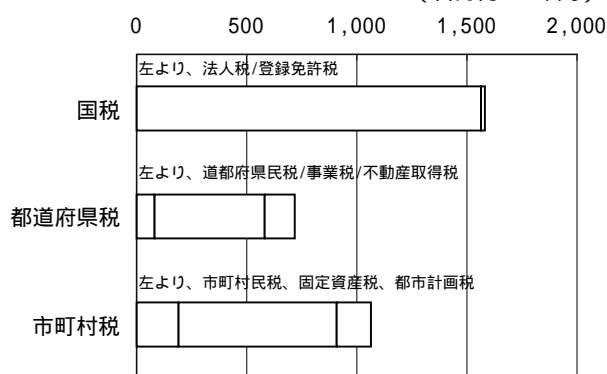 0 500 1,000 1,500 2,000
左より、法人税/登録免許税
国税
左より、道都府県民税/事業税/不動産取得税
都道府県税
左より、市町村民税、固定資産税、都市計画税
市町村税